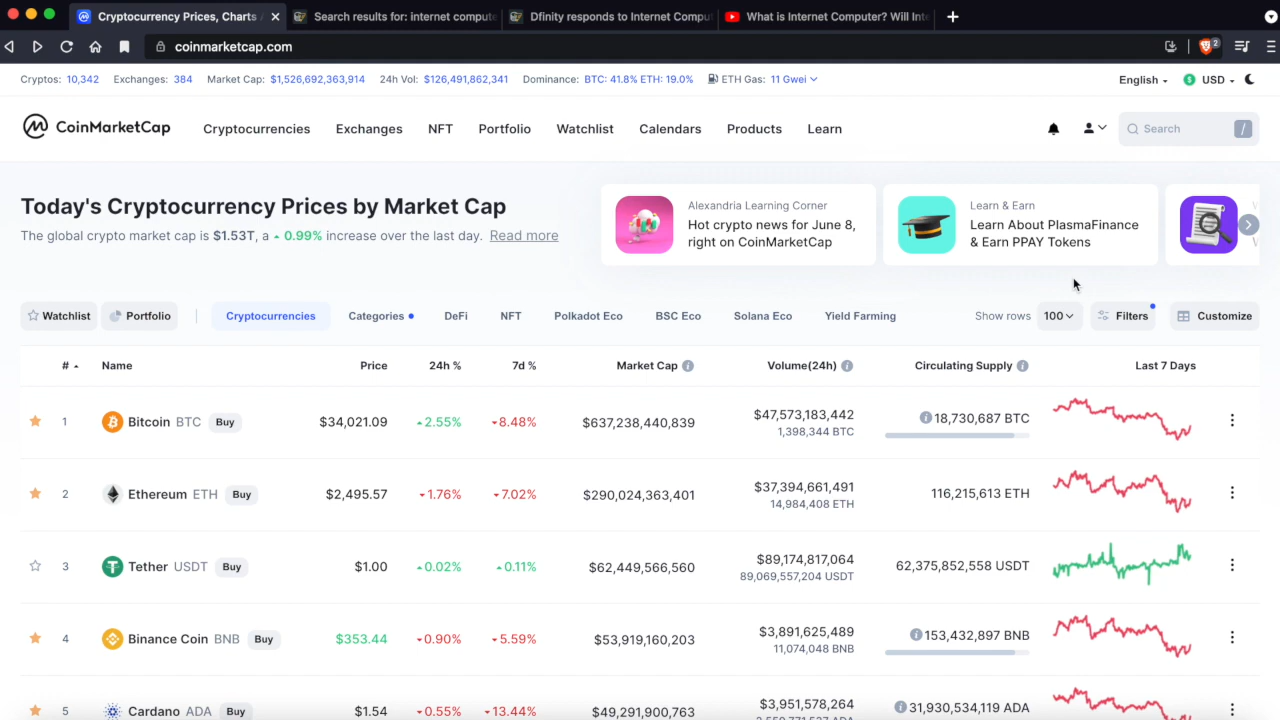 Cryptocurrency Prices, Charts
Search results for: internet compute
Dfinity responds to Internet Comput
What is Internet Computer? Will Inte
coinmarketcap.com
2
Cryptos: 10,342 Exchanges: 384 Market Cap: $1,526,692,363,914 24h Vol: $126,491,862,341 Dominance: BTC: 41.8% ETH: 19.0% ETH Gas: 11 Gwei
English USD
CoinMarketCap
Cryptocurrencies Exchanges NFT Portfolio Watchlist Calendars Products Learn
Search /
Today's Cryptocurrency Prices by Market Cap
The global crypto market cap is $1.53T, a 0.99% increase over the last day. Read more
Alexandria Learning Corner
Hot crypto news for June 8,
right on CoinMarketCap
Learn & Earn
Learn About PlasmaFinance
& Earn PPAY Tokens
Watchlist Portfolio Cryptocurrencies Categories DeFi NFT Polkadot Eco BSC Eco Solana Eco Yield Farming Show rows 100 Filters Customize
# Name Price 24h % 7d % Market Cap Volume(24h) Circulating Supply Last 7 Days
1 Bitcoin BTC Buy $34,021.09 2.55% 8.48% $637,238,440,839 $47,573,183,442 18,730,687 BTC
1,398,344 BTC
2 Ethereum ETH Buy $2,495.57 1.76% 7.02% $290,024,363,401 $37,394,661,491 116,215,613 ETH
14,984,408 ETH
3 Tether USDT Buy $1.00 0.02% 0.11% $62,449,566,560 $89,174,817,064 62,375,852,558 USDT
89,069,557,204 USDT
4 Binance Coin BNB Buy $353.44 0.90% 5.59% $53,919,160,203 $3,891,625,489 153,432,897 BNB
11,074,048 BNB
5 Cardano ADA Buy $1.54 0.55% 13.44% $49,291,900,763 $3,951,578,264 31,930,534,119 ADA